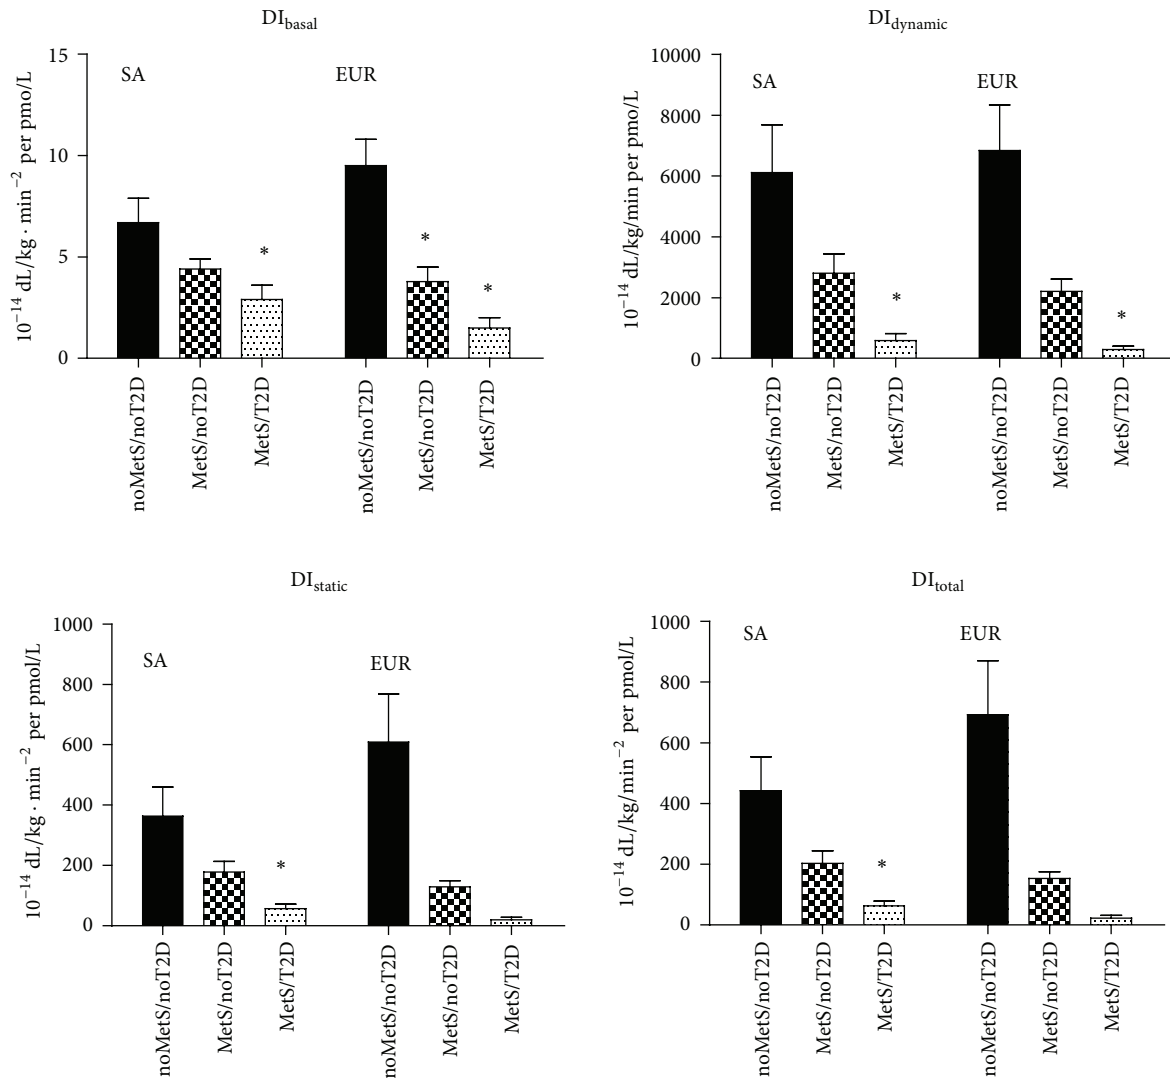 DIbasal
10⁻¹⁴ dL/kg · min⁻² per pmo/L
15
10
5
0
SA
EUR
*
*
*
noMetS/noT2D
MetS/noT2D
MetS/T2D
noMetS/noT2D
MetS/noT2D
MetS/T2D
DIdynamic
10⁻¹⁴ dL/kg/min per pmo/L
10000
8000
6000
4000
2000
0
SA
EUR
*
*
noMetS/noT2D
MetS/noT2D
MetS/T2D
noMetS/noT2D
MetS/noT2D
MetS/T2D
DIstatic
10⁻¹⁴ dL/kg · min⁻² per pmol/L
1000
800
600
400
200
0
SA
EUR
*
noMetS/noT2D
MetS/noT2D
MetS/T2D
noMetS/noT2D
MetS/noT2D
MetS/T2D
DItotal
10⁻¹⁴ dL/kg/min⁻² per pmol/L
1000
800
600
400
200
0
SA
EUR
*
noMetS/noT2D
MetS/noT2D
MetS/T2D
noMetS/noT2D
MetS/noT2D
MetS/T2D